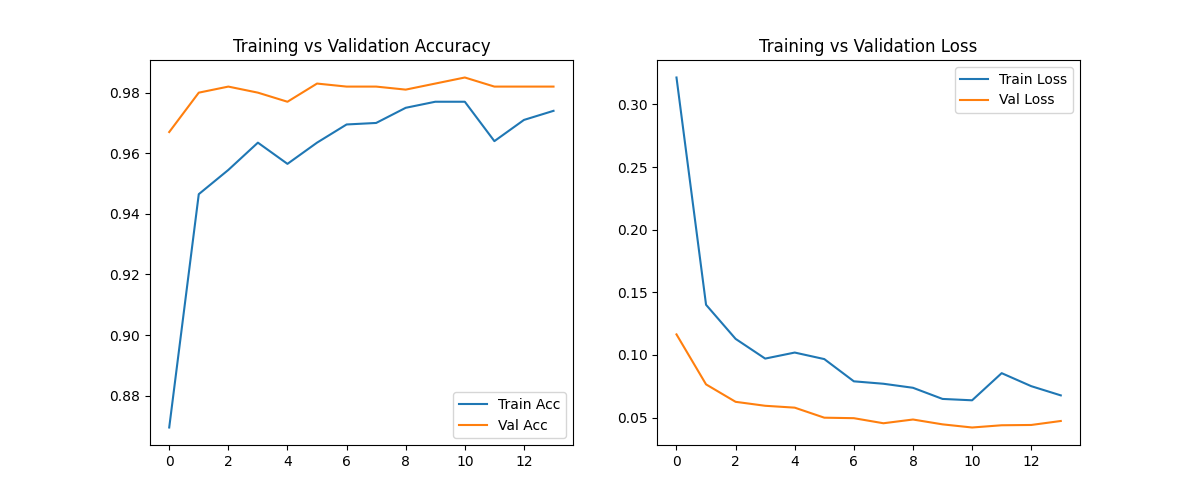 Training vs Validation Accuracy
0.98
0.96
0.94
0.92
0.90
0.88
0 2 4 6 8 10 12
Train Acc
Val Acc
Training vs Validation Loss
0.30
0.25
0.20
0.15
0.10
0.05
0 2 4 6 8 10 12
Train Loss
Val Loss